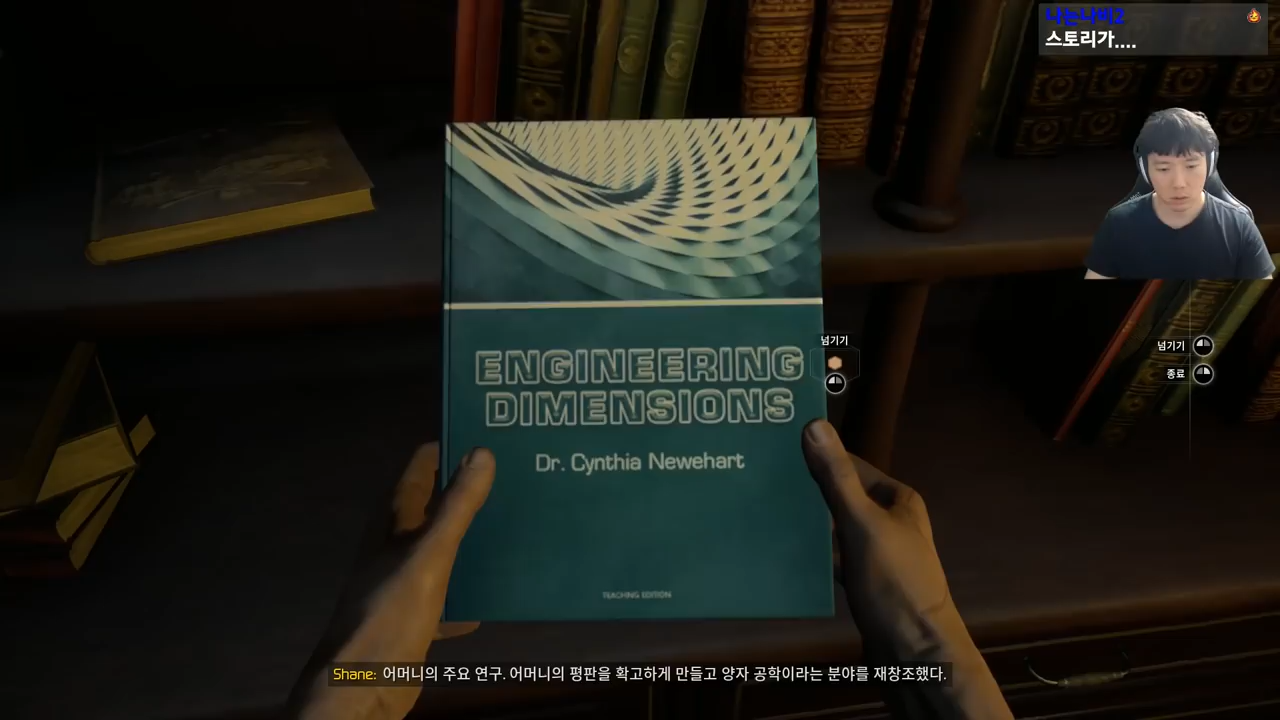 나는나비2
스토리가....
ENGINEERING
DIMENSIONS
넘기기
넘기기
종료
Dr. Cynthia Newehart
TEACHING EDITION
Shane: 어머니의 주요 연구. 어머니의 평판을 확고하게 만들고 양자 공학이라는 분야를 재창조했다.